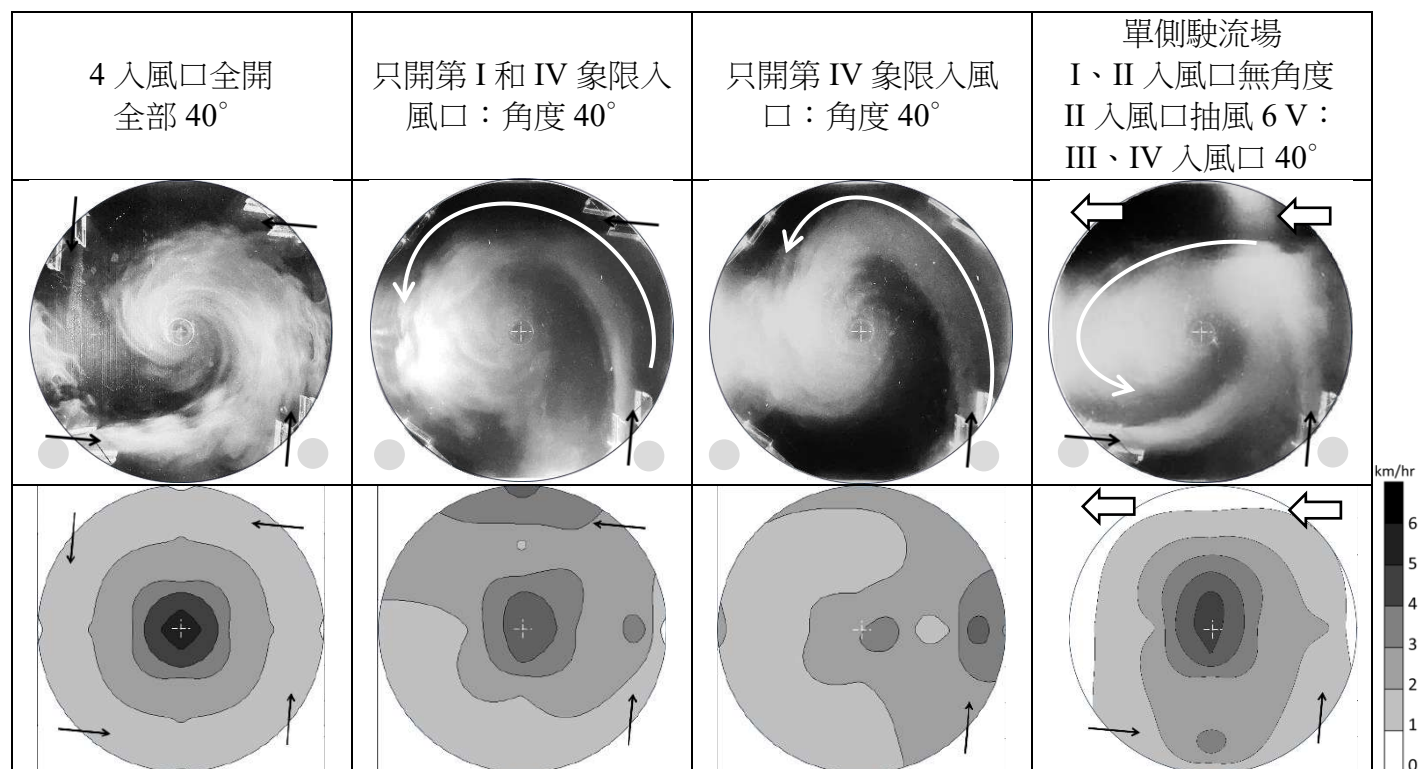 4 入風口全開
全部 40°
只開第 I 和 IV 象限入
風口：角度 40°
只開第 IV 象限入風
口：角度 40°
單側駛流場
I、II 入風口無角度
II 入風口抽風 6 V：
III、IV 入風口 40°
km/hr
6
5
4
3
2
1
0